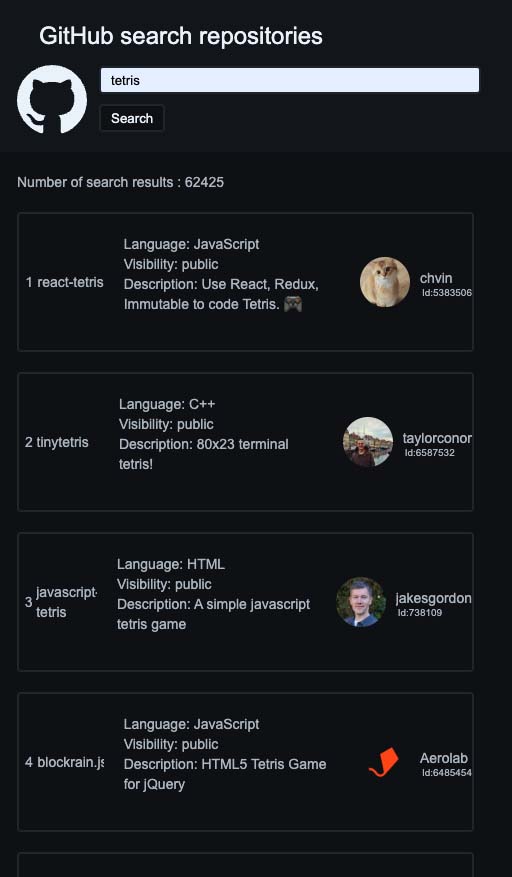 GitHub search repositories
tetris
Search
Number of search results : 62425
1 react-tetris
Language: JavaScript
Visibility: public
Description: Use React, Redux,
Immutable to code Tetris. 🎮
chvin
Id:5383506
2 tinytetris
Language: C++
Visibility: public
Description: 80x23 terminal
tetris!
taylorconor
Id:6587532
3 javascript-
tetris
Language: HTML
Visibility: public
Description: A simple javascript
tetris game
jakesgordon
Id:738109
4 blockrain.js
Language: JavaScript
Visibility: public
Description: HTML5 Tetris Game
for jQuery
Aerolab
Id:6485454